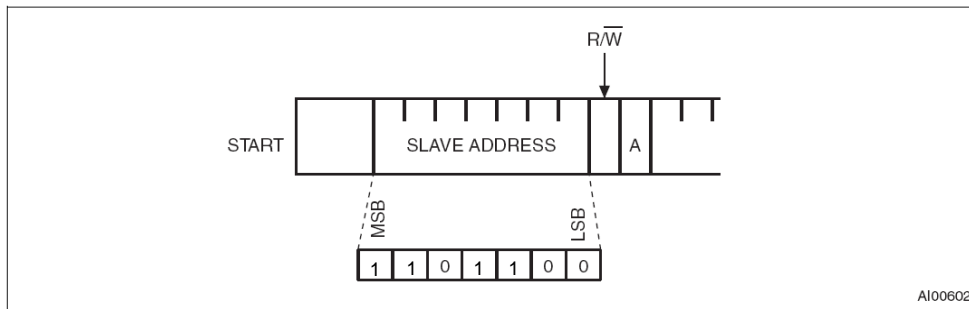 R/W̅
START
SLAVE ADDRESS
A
MSB
LSB
1 1 0 1 1 0 0
AI00602